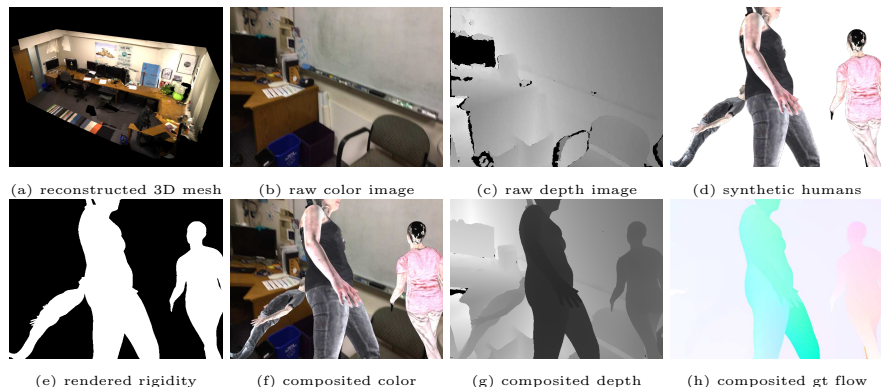 (a) reconstructed 3D mesh (b) raw color image (c) raw depth image (d) synthetic humans
(e) rendered rigidity (f) composited color (g) composited depth (h) composited gt flow